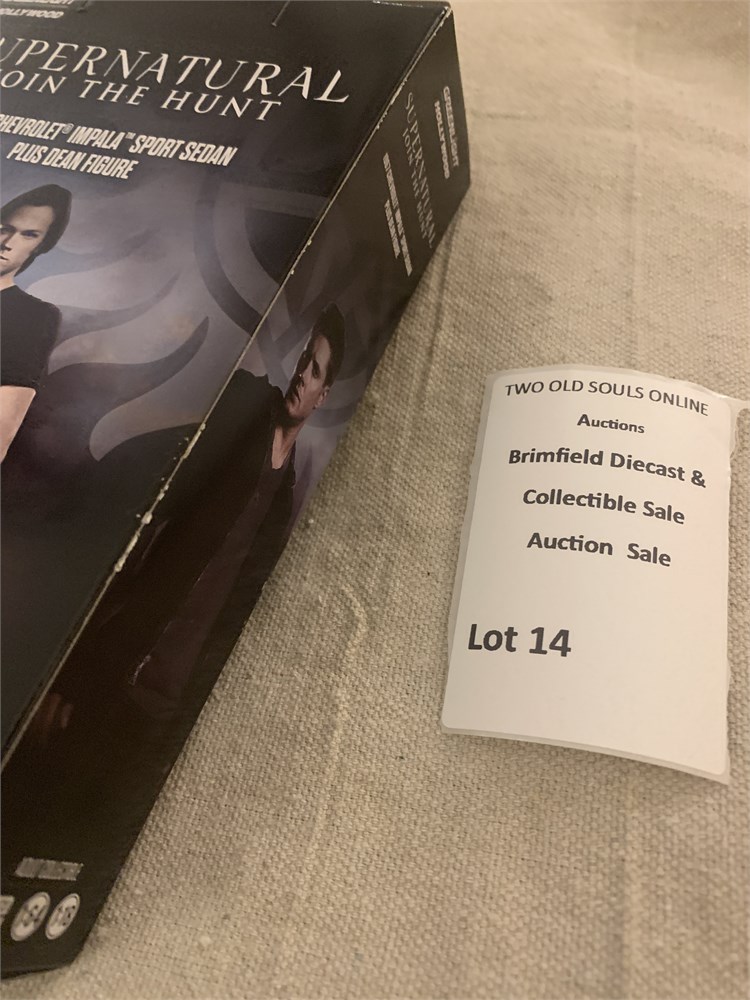 HOLLYWOOD
SUPERNATURAL
JOIN THE HUNT
CHEVROLET® IMPALA™ SPORT SEDAN
PLUS DEAN FIGURE
GREENLIGHT
HOLLYWOOD
SUPERNATURAL
JOIN THE HUNT
TWO OLD SOULS ONLINE
Auctions
Brimfield Diecast &
Collectible Sale
Auction Sale
Lot 14